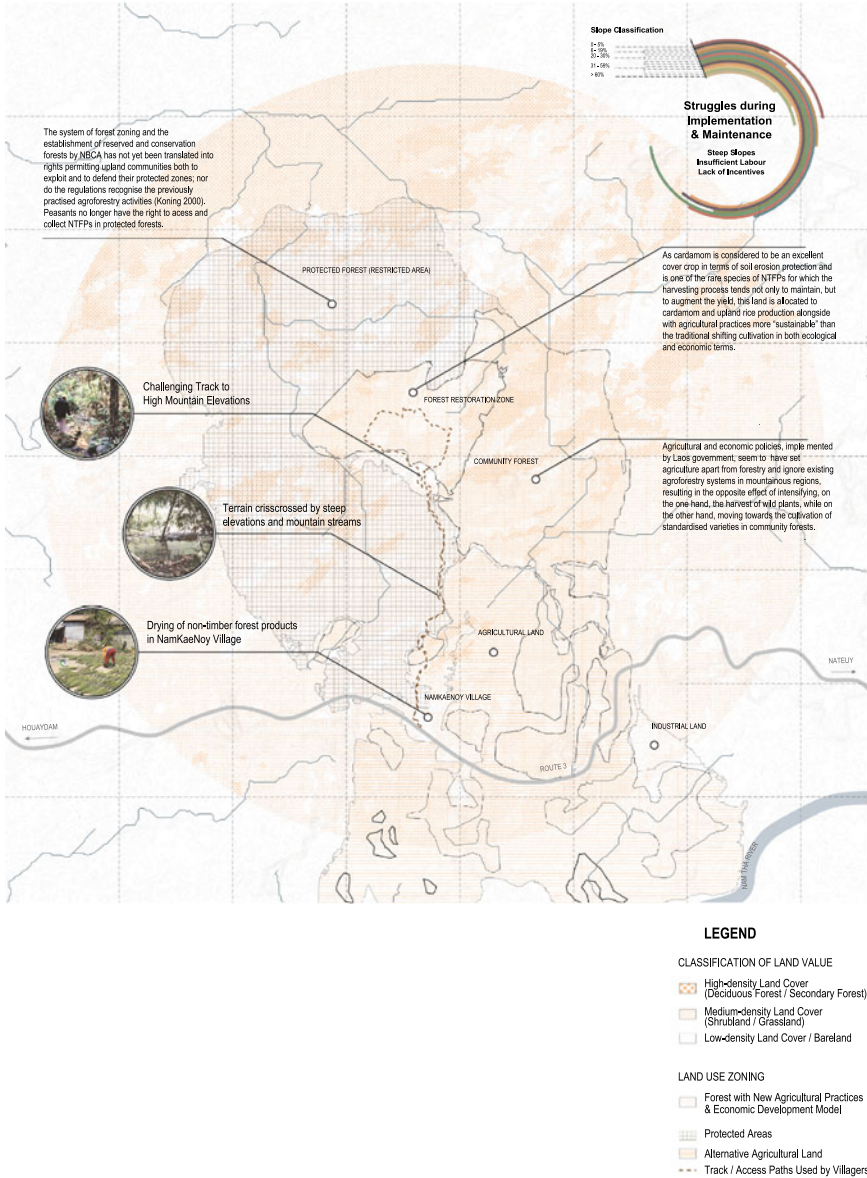 Slope Classification
0 - 5%
6 - 19%
20 - 30%
31 - 59%
> 60%
Struggles during
Implementation
& Maintenance
Steep Slopes
Insufficient Labour
Lack of Incentives
The system of forest zoning and the
establishment of reserved and conservation
forests by NBCA has not yet been translated into
rights permitting upland communities both to
exploit and to defend their protected zones; nor
do the regulations recognise the previously
practised agroforestry activities (Koning 2000).
Peasants no longer have the right to acess and
collect NTFPs in protected forests.
PROTECTED FOREST (RESTRICTED AREA)
As cardamom is considered to be an excellent
cover crop in terms of soil erosion protection and
is one of the rare species of NTFPs for which the
harvesting process tends not only to maintain, but
to augment the yield, this land is allocated to
cardamom and upland rice production alongside
with agricultural practices more "sustainable" than
the traditional shifting cultivation in both ecological
and economic terms.
Challenging Track to
High Mountain Elevations
FOREST RESTORATION ZONE
COMMUNITY FOREST
Agricultural and economic policies, imple mented
by Laos government, seem to have set
agriculture apart from forestry and ignore existing
agroforestry systems in mountainous regions,
resulting in the opposite effect of intensifying, on
the one hand, the harvest of wild plants, while on
the other hand, moving towards the cultivation of
standardised varieties in community forests.
Terrain crisscrossed by steep
elevations and mountain streams
Drying of non-timber forest products
in NamKaeNoy Village
AGRICULTURAL LAND
NATEUY
NAMKAENOY VILLAGE
HOUAYDAM
INDUSTRIAL LAND
ROUTE 3
NAM THA RIVER
LEGEND
CLASSIFICATION OF LAND VALUE
High-density Land Cover
(Deciduous Forest / Secondary Forest)
Medium-density Land Cover
(Shrubland / Grassland)
Low-density Land Cover / Bareland
LAND USE ZONING
Forest with New Agricultural Practices
& Economic Development Model
Protected Areas
Alternative Agricultural Land
Track / Access Paths Used by Villagers